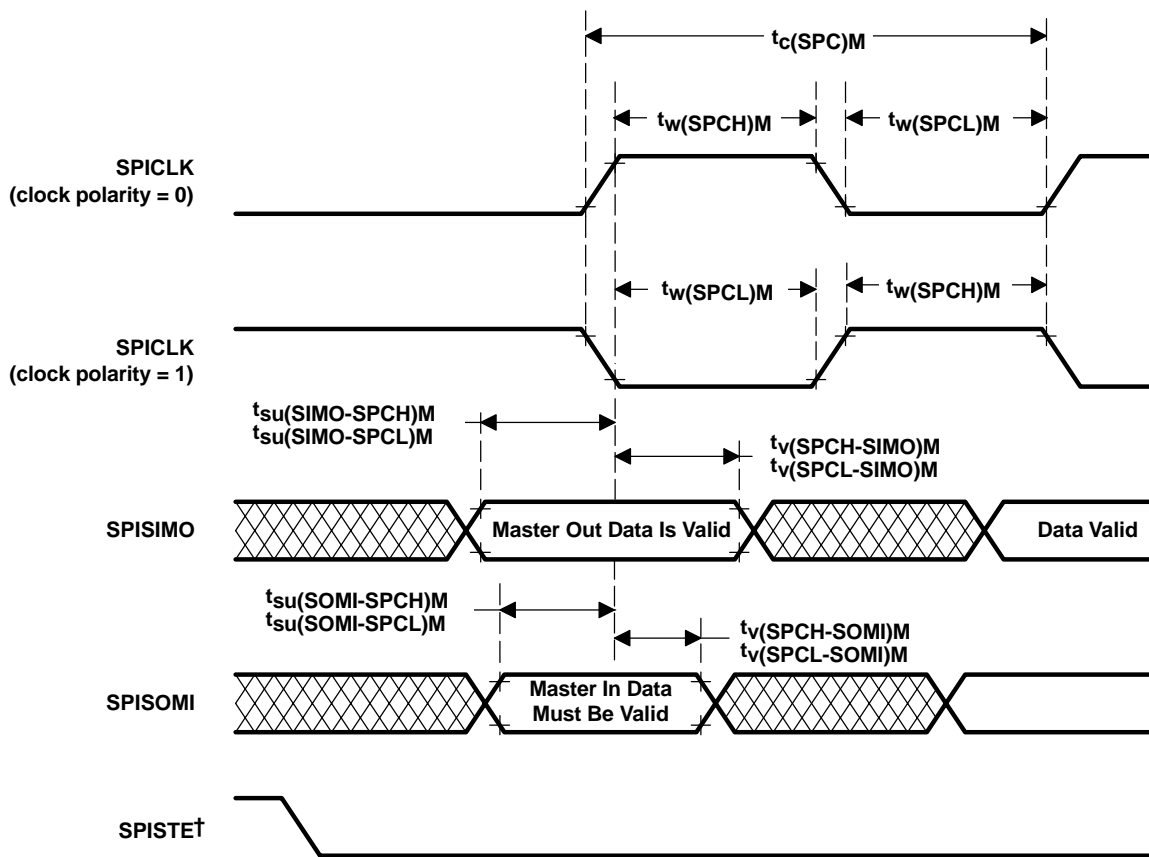 tc(SPC)M
tw(SPCH)M
tw(SPCL)M
SPICLK
(clock polarity = 0)
tw(SPCL)M
tw(SPCH)M
SPICLK
(clock polarity = 1)
tsu(SIMO-SPCH)M
tsu(SIMO-SPCL)M
tv(SPCH-SIMO)M
tv(SPCL-SIMO)M
SPISIMO
Master Out Data Is Valid
Data Valid
tsu(SOMI-SPCH)M
tsu(SOMI-SPCL)M
tv(SPCH-SOMI)M
tv(SPCL-SOMI)M
SPISOMI
Master In Data
Must Be Valid
SPISTE†